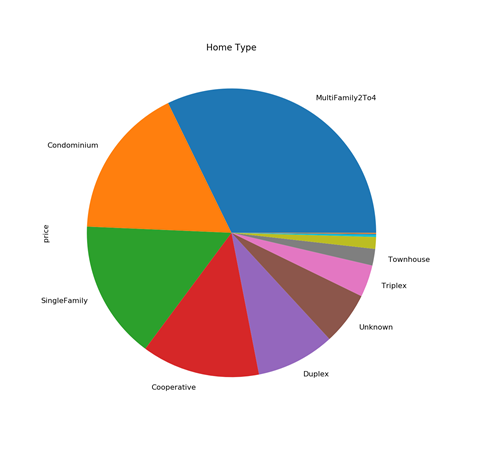 Home Type
MultiFamily2To4
Condominium
price
Townhouse
Triplex
SingleFamily
Unknown
Duplex
Cooperative